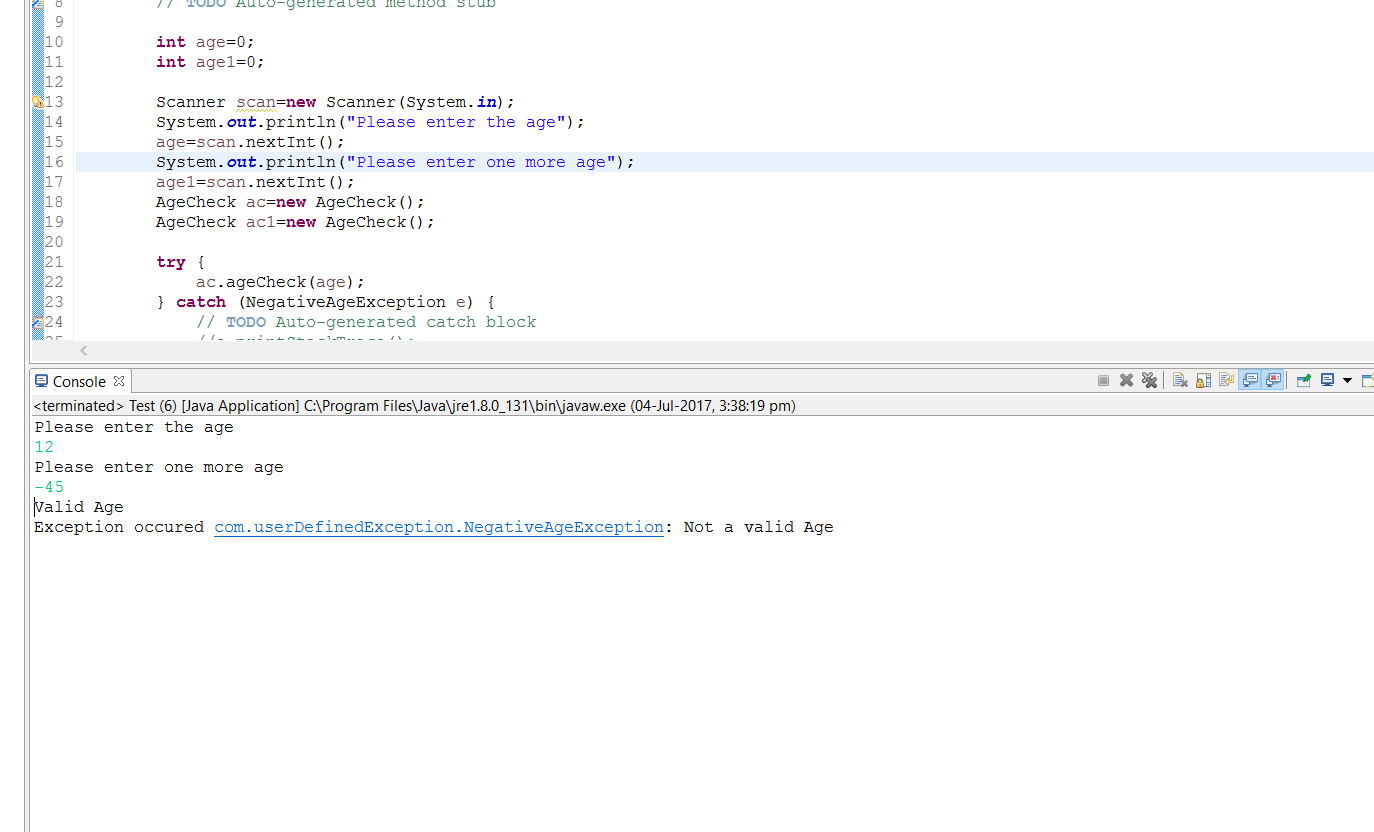 8 // TODO Auto-generated method stub
9
10 int age=0;
11 int age1=0;
12
13 Scanner scan=new Scanner(System.in);
14 System.out.println("Please enter the age");
15 age=scan.nextInt();
16 System.out.println("Please enter one more age");
17 age1=scan.nextInt();
18 AgeCheck ac=new AgeCheck();
19 AgeCheck ac1=new AgeCheck();
20
21 try {
22 ac.ageCheck(age);
23 } catch (NegativeAgeException e) {
24 // TODO Auto-generated catch block
Console
<terminated> Test (6) [Java Application] C:\Program Files\Java\jre1.8.0_131\bin\javaw.exe (04-Jul-2017, 3:38:19 pm)
Please enter the age
12
Please enter one more age
-45
Valid Age
Exception occured com.userDefinedException.NegativeAgeException: Not a valid Age